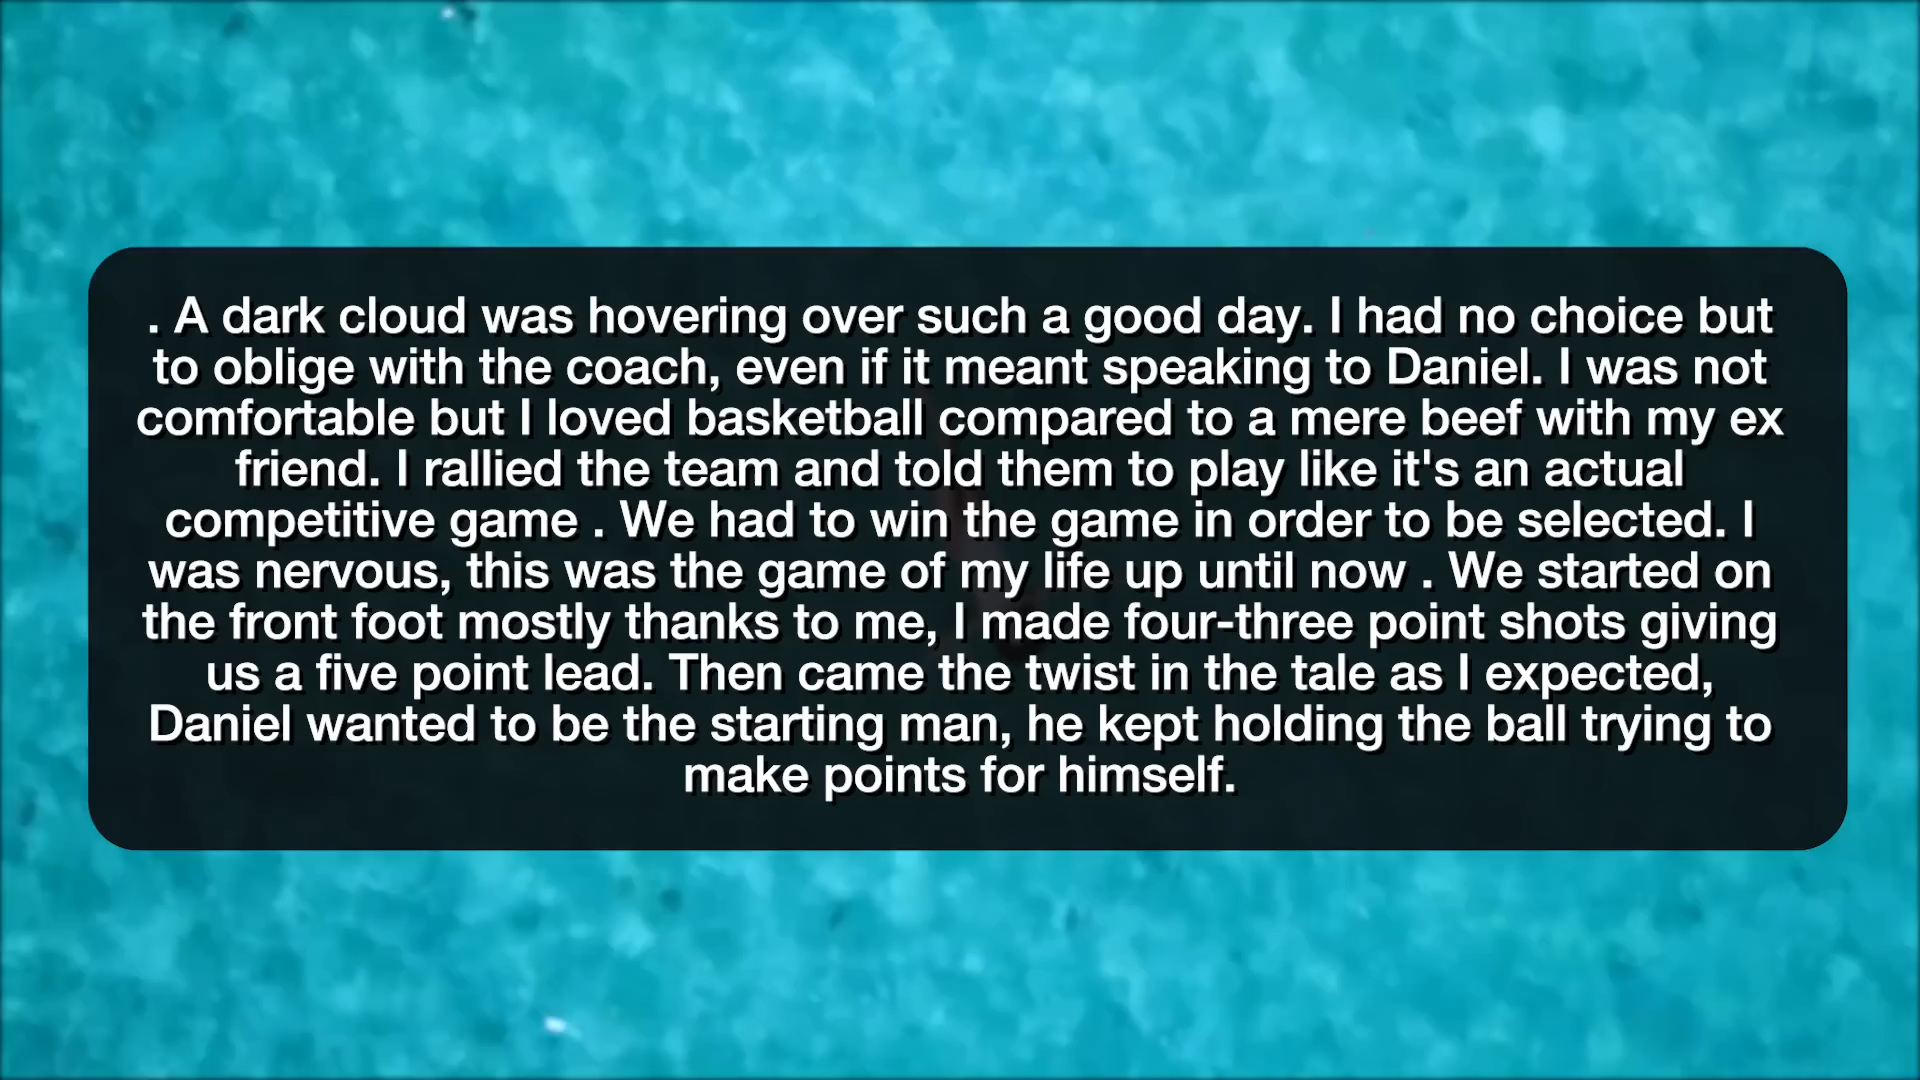 . A dark cloud was hovering over such a good day. I had no choice but
to oblige with the coach, even if it meant speaking to Daniel. I was not
comfortable but I loved basketball compared to a mere beef with my ex
friend. I rallied the team and told them to play like it's an actual
competitive game . We had to win the game in order to be selected. I
was nervous, this was the game of my life up until now . We started on
the front foot mostly thanks to me, I made four-three point shots giving
us a five point lead. Then came the twist in the tale as I expected,
Daniel wanted to be the starting man, he kept holding the ball trying to
make points for himself.